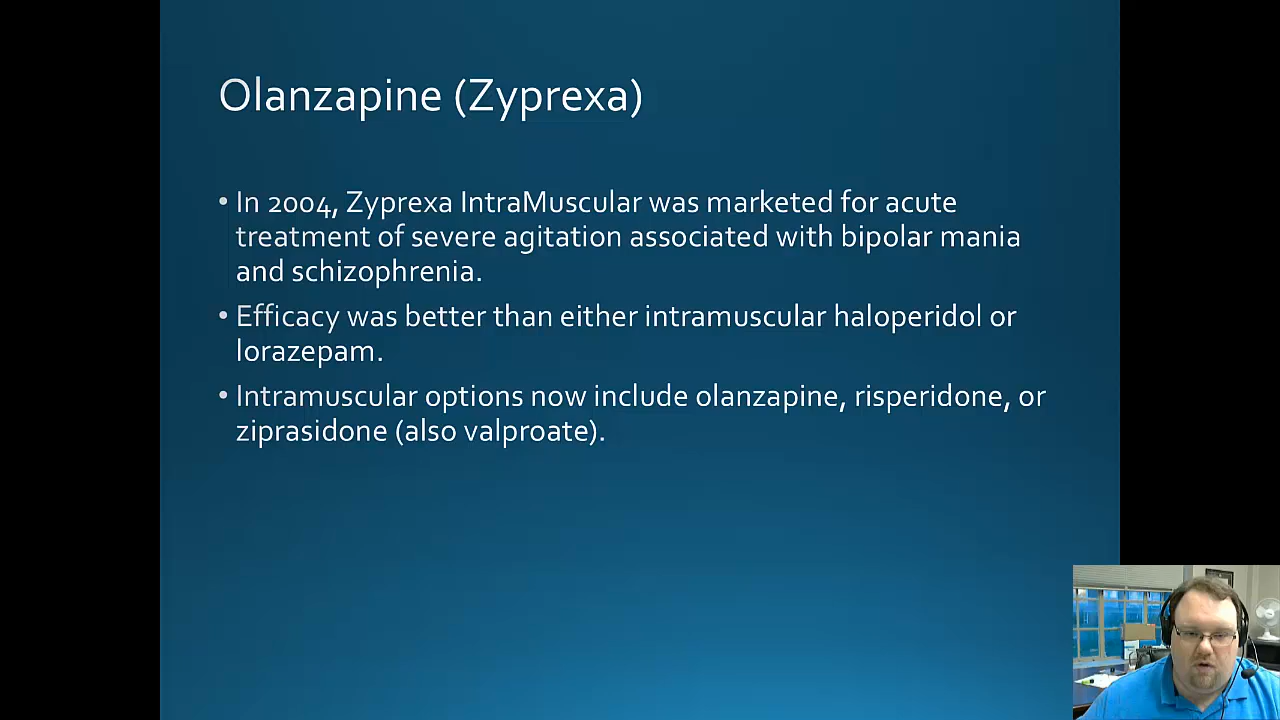 Olanzapine (Zyprexa)
• In 2004, Zyprexa IntraMuscular was marketed for acute
treatment of severe agitation associated with bipolar mania
and schizophrenia.
• Efficacy was better than either intramuscular haloperidol or
lorazepam.
• Intramuscular options now include olanzapine, risperidone, or
ziprasidone (also valproate).